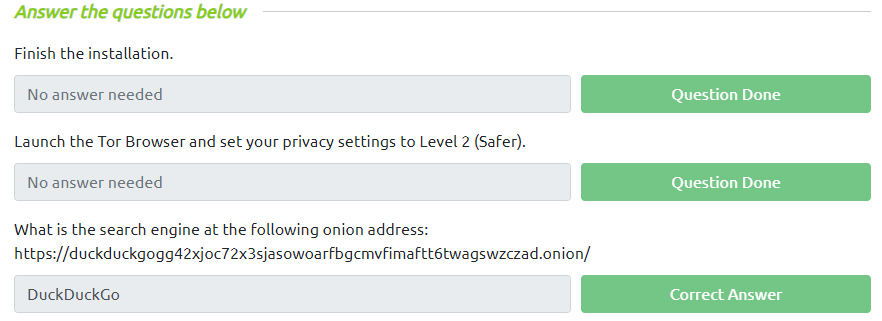 Answer the questions below
Finish the installation.
No answer needed
Question Done
Launch the Tor Browser and set your privacy settings to Level 2 (Safer).
No answer needed
Question Done
What is the search engine at the following onion address:
https://duckduckgogg42xjoc72x3sjasowoarfbgcmvfimaftt6twagswzczad.onion/
DuckDuckGo
Correct Answer